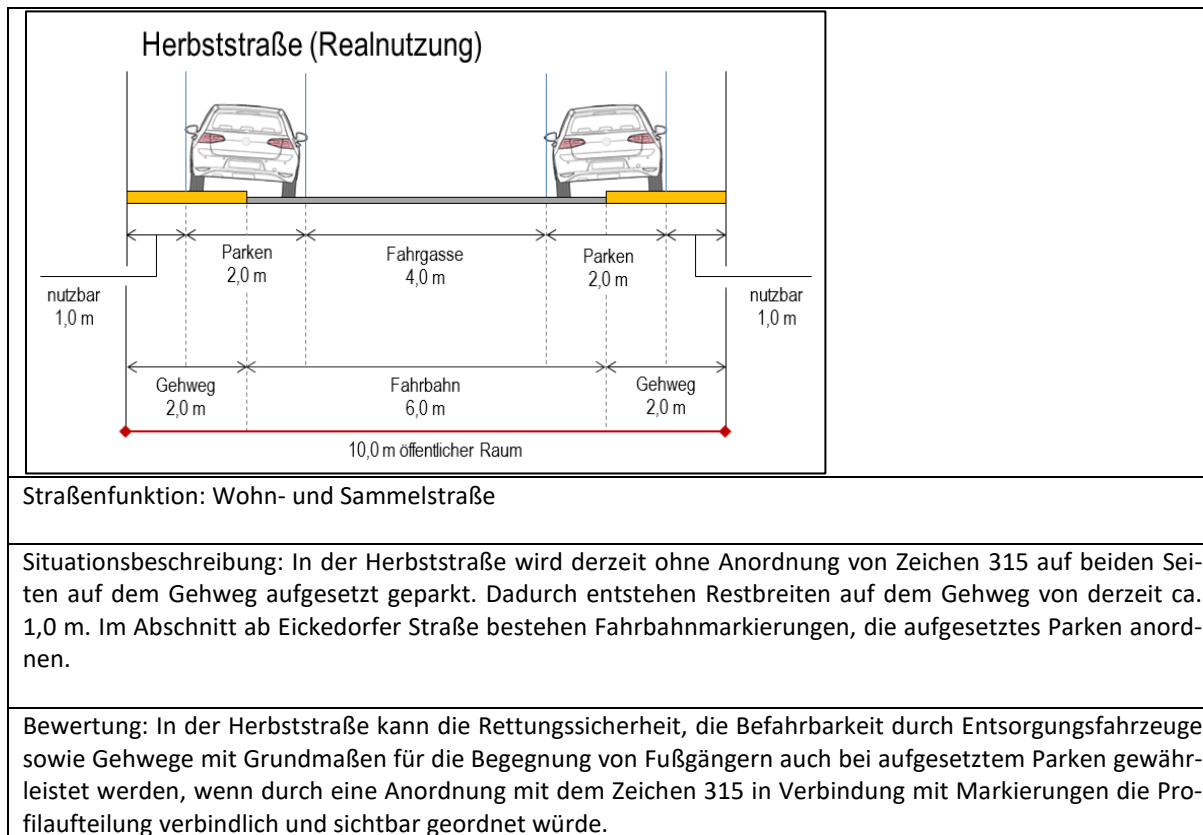 Herbststraße (Realnutzung)
Parken
2,0 m
Fahrgasse
4,0 m
Parken
2,0 m
nutzbar
1,0 m
nutzbar
1,0 m
Gehweg
2,0 m
Fahrbahn
6,0 m
Gehweg
2,0 m
10,0 m öffentlicher Raum
Straßenfunktion: Wohn- und Sammelstraße
Situationsbeschreibung: In der Herbststraße wird derzeit ohne Anordnung von Zeichen 315 auf beiden Sei-
ten auf dem Gehweg aufgesetzt geparkt. Dadurch entstehen Restbreiten auf dem Gehweg von derzeit ca.
1,0 m. Im Abschnitt ab Eickedorfer Straße bestehen Fahrbahnmarkierungen, die aufgesetztes Parken anord-
nen.
Bewertung: In der Herbststraße kann die Rettungssicherheit, die Befahrbarkeit durch Entsorgungsfahrzeuge
sowie Gehwege mit Grundmaßen für die Begegnung von Fußgängern auch bei aufgesetztem Parken gewähr-
leistet werden, wenn durch eine Anordnung mit dem Zeichen 315 in Verbindung mit Markierungen die Pro-
filaufteilung verbindlich und sichtbar geordnet würde.